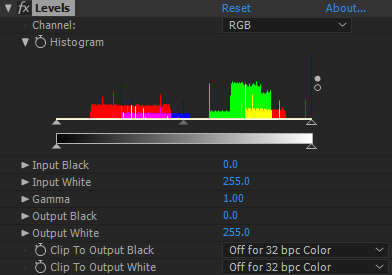 fx Levels Reset About...
Channel: RGB
Histogram
Input Black 0.0
Input White 255.0
Gamma 1.00
Output Black 0.0
Output White 255.0
Clip To Output Black Off for 32 bpc Color
Clip To Output White Off for 32 bpc Color